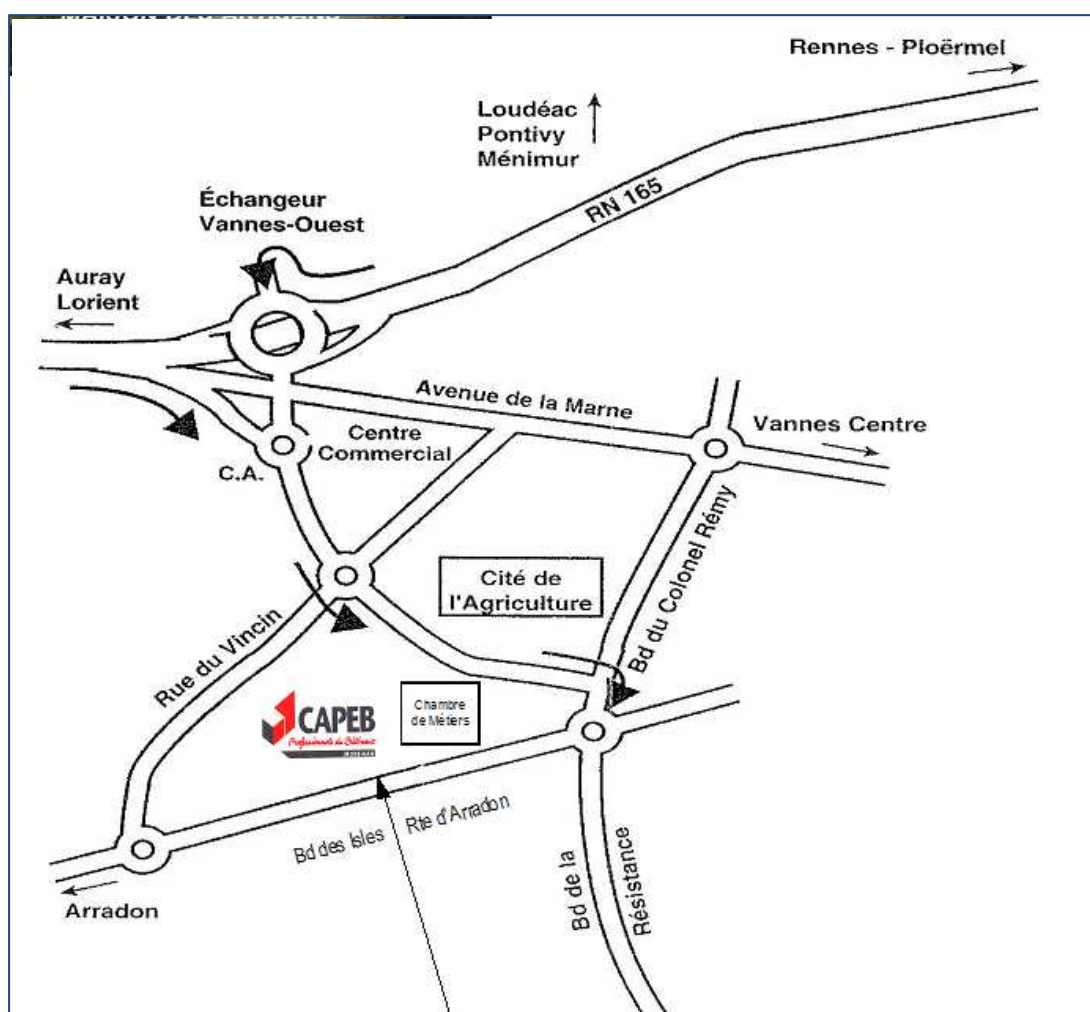 Rennes - Ploërmel
Loudéac
Pontivy
Ménimur
RN 165
Échangeur
Vannes-Ouest
Auray
Lorient
Avenue de la Marne
Vannes Centre
Centre
Commercial
C.A.
Bd du Colonel Rémy
Cité de
l'Agriculture
Rue du Vincin
CAPEB
Chambre
de Métiers
Bd des Isles
Rte d'Arradon
Arradon
Bd de la
Résistance